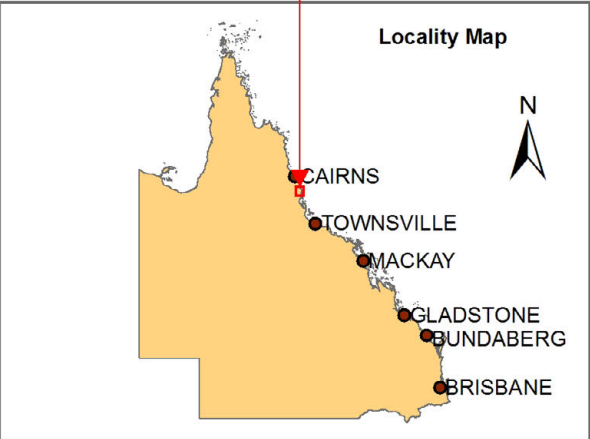 Locality Map
N
CAIRNS
TOWNSVILLE
MACKAY
GLADSTONE
BUNDABERG
BRISBANE